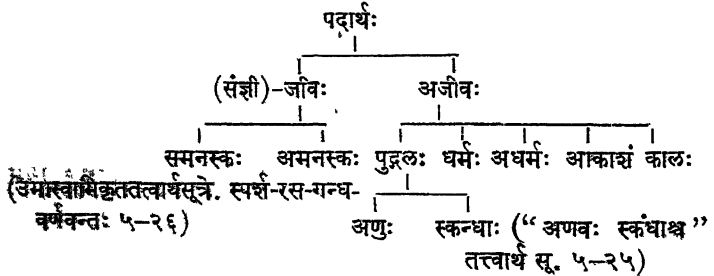 पदार्थः
(संज्ञी)-जीवः अजीवः
समनस्कः अमनस्कः पुद्गलः धर्मः अधर्मः आकाशं कालः
(उमास्वामिकृततत्वार्थसूत्रे. स्पर्श-रस-गन्ध-
वर्णवन्तः ५-२६) अणुः स्कन्धाः (“अणवः स्कंधाश्च”
तत्त्वार्थ सू. ५-२५)